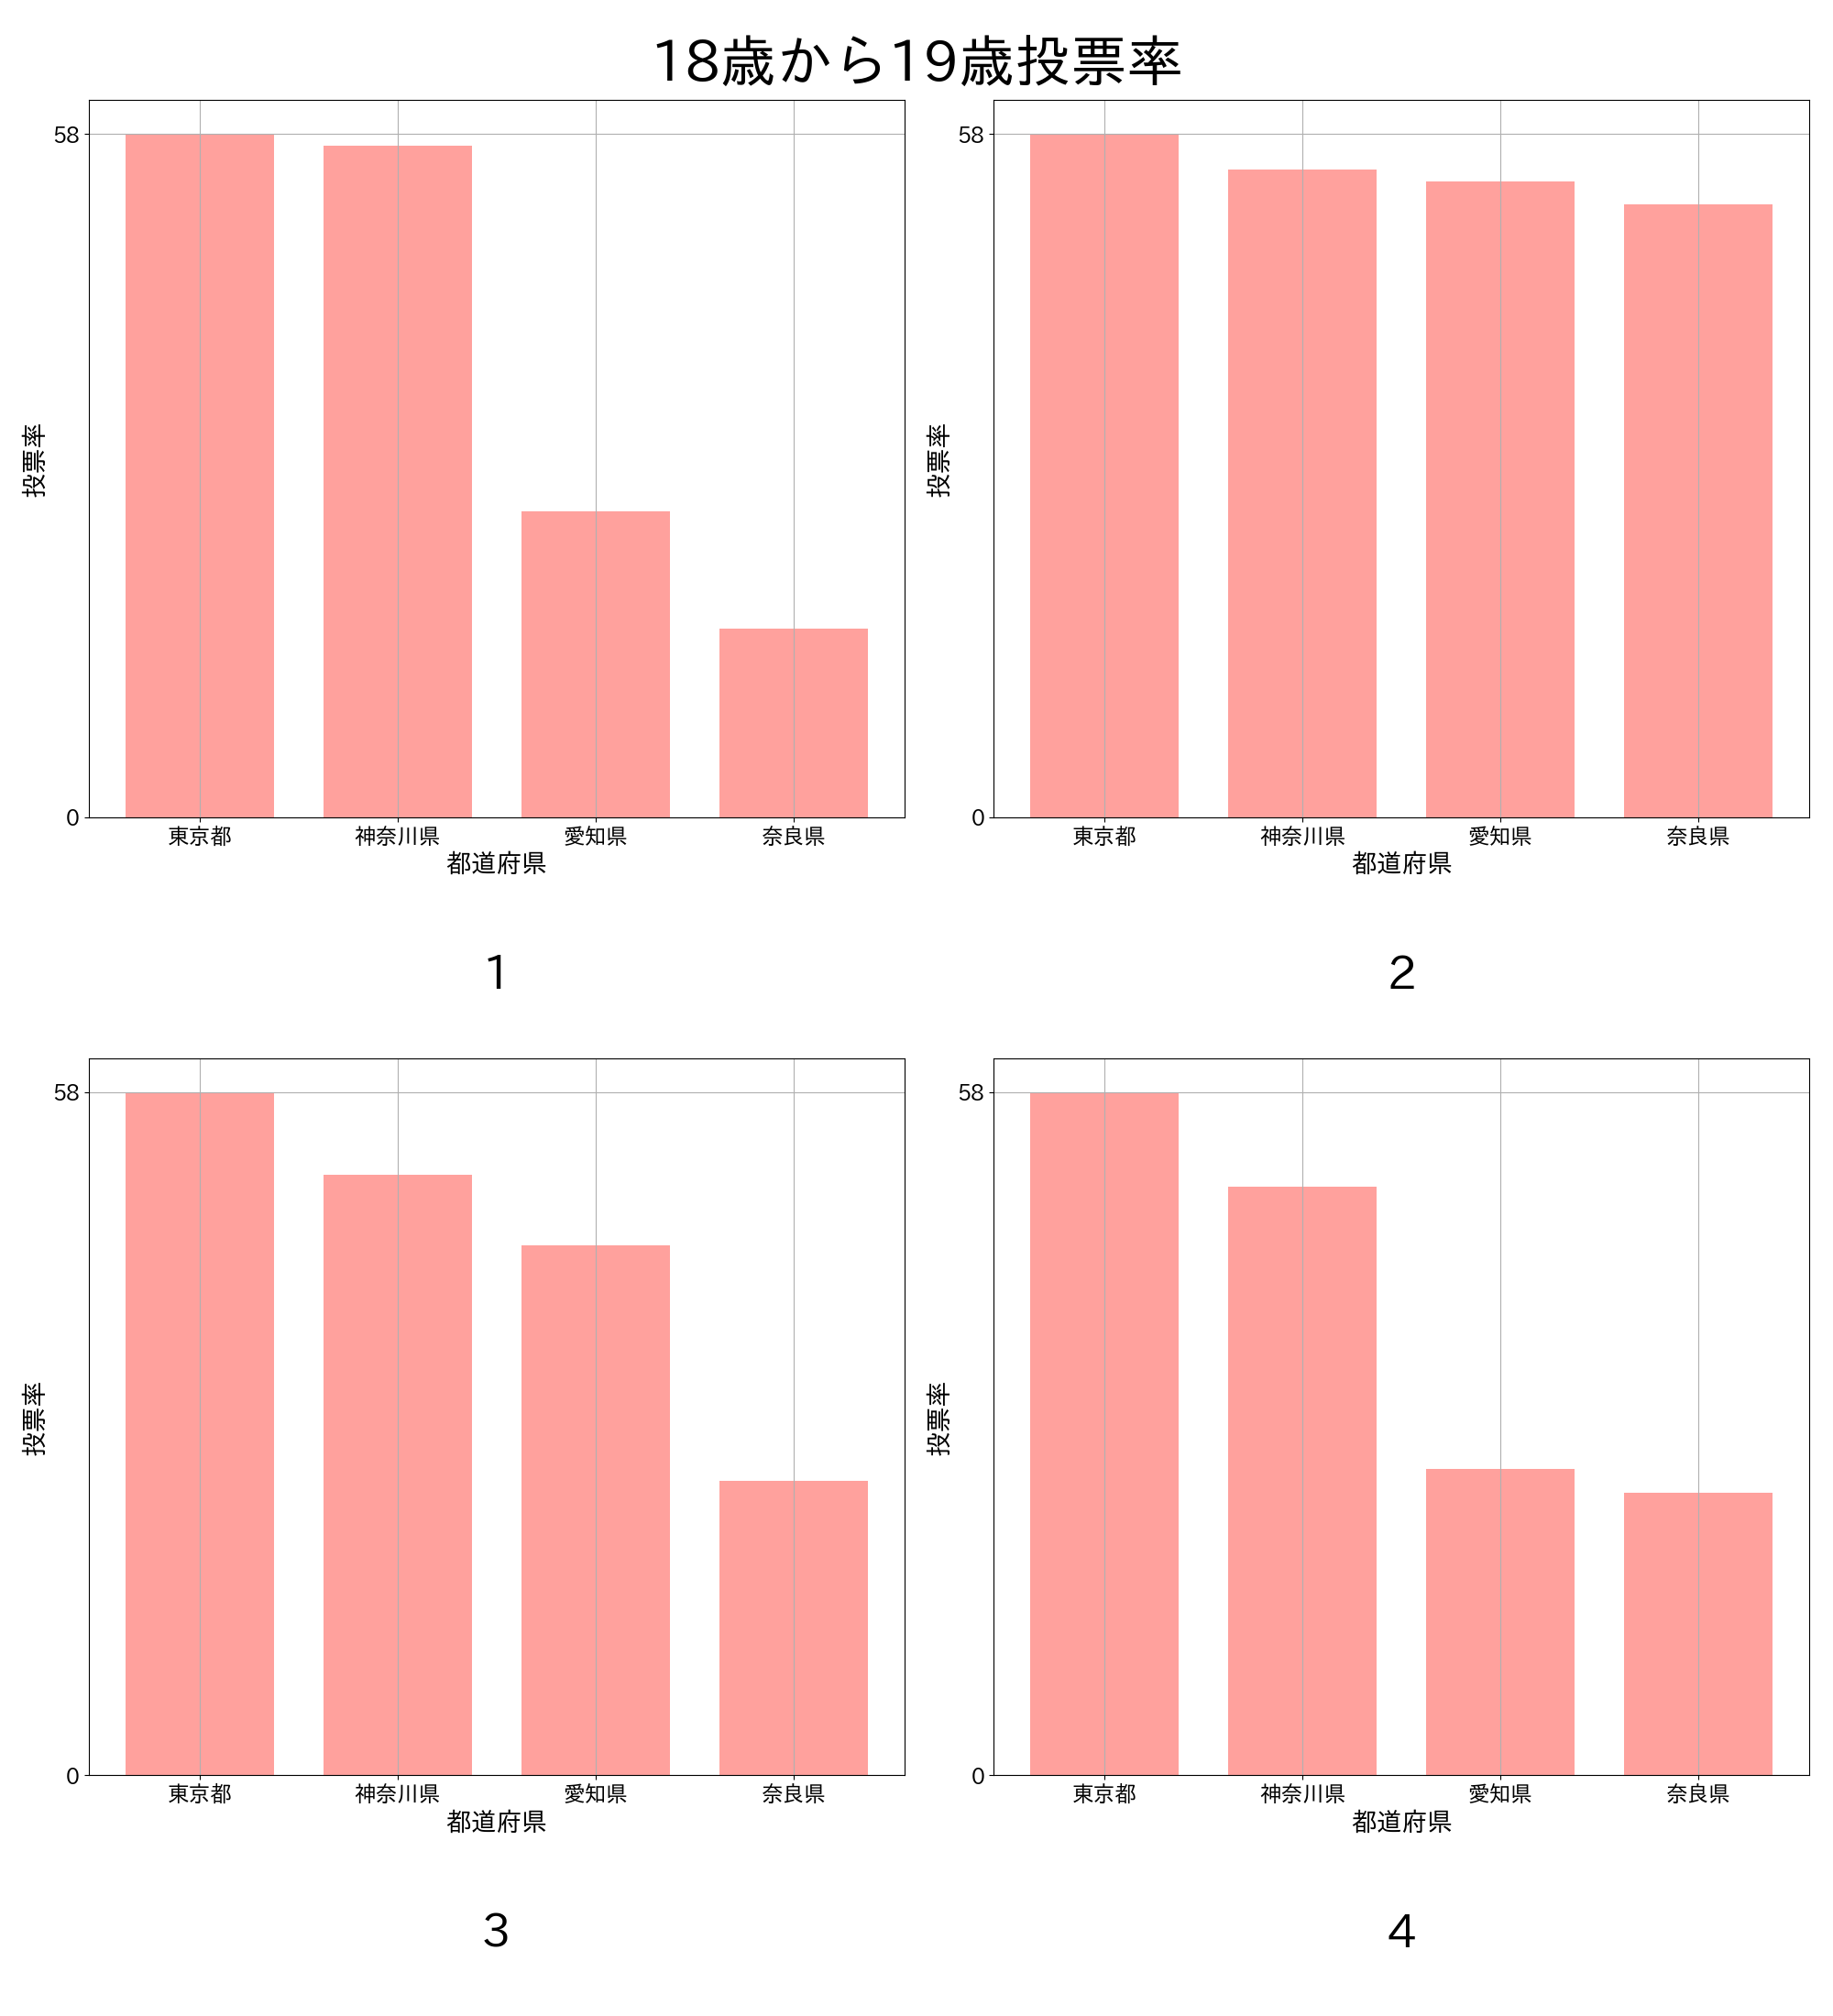 18歳から19歳投票率
58
0
投票率
東京都 神奈川県 愛知県 奈良県
都道府県
1
58
0
投票率
東京都 神奈川県 愛知県 奈良県
都道府県
2
58
0
投票率
東京都 神奈川県 愛知県 奈良県
都道府県
3
58
0
投票率
東京都 神奈川県 愛知県 奈良県
都道府県
4